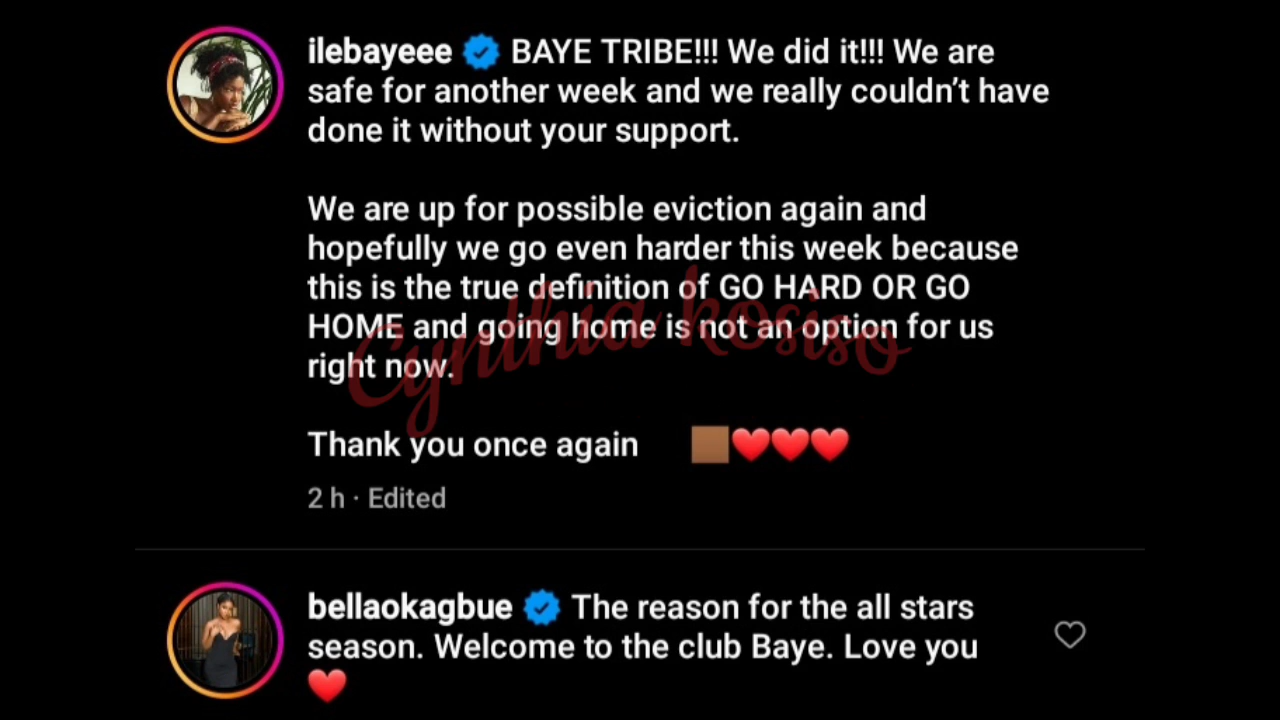 ilebayeee BAYE TRIBE!!! We did it!!! We are
safe for another week and we really couldn’t have
done it without your support.
We are up for possible eviction again and
hopefully we go even harder this week because
this is the true definition of GO HARD OR GO
HOME and going home is not an option for us
right now.
Cynthia kosiso
Thank you once again 🏾❤️❤️❤️
2 h · Edited
bellaokagbue The reason for the all stars
season. Welcome to the club Baye. Love you
❤️